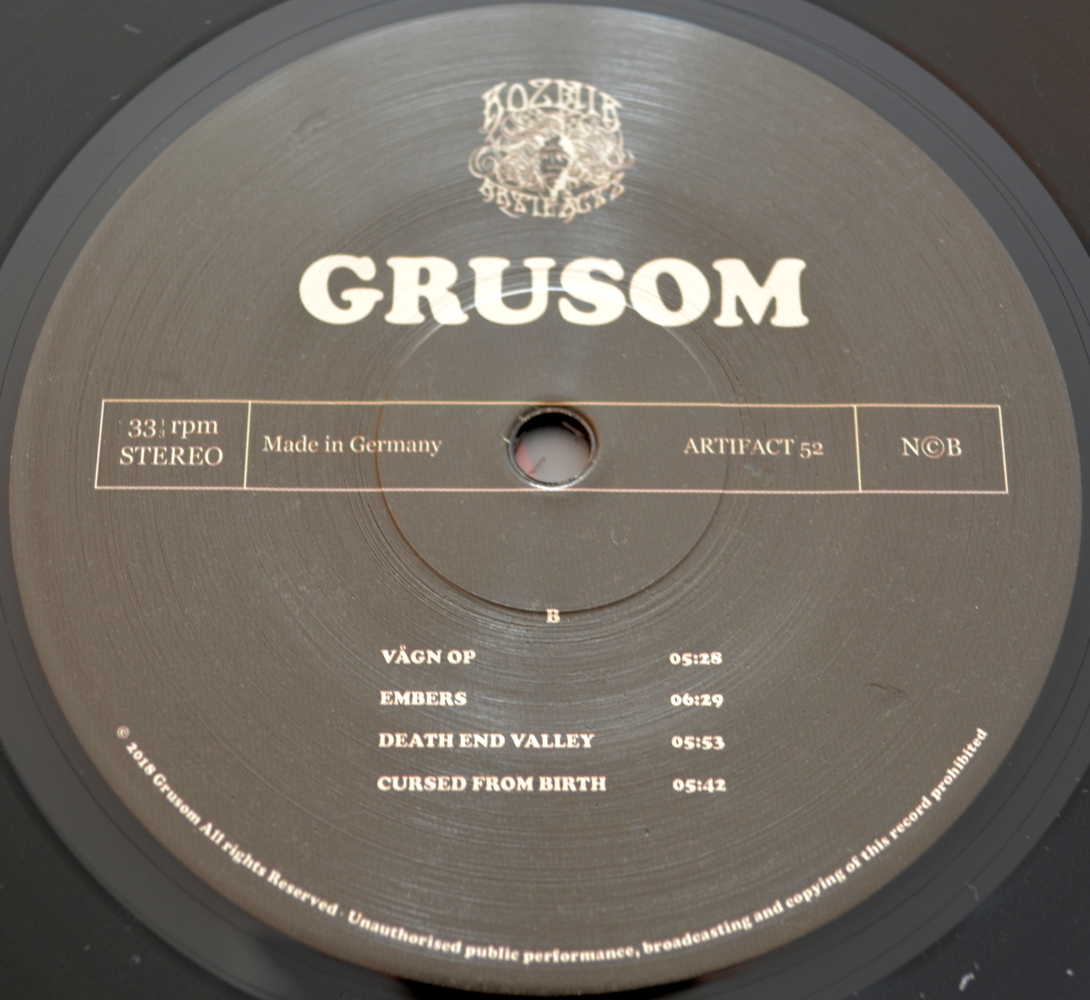 KOZMIK
ARTIFACTS
GRUSOM
33⅓ rpm
STEREO
Made in Germany
ARTIFACT 52
N©B
B
VÅGN OP 05:28
EMBERS 06:29
DEATH END VALLEY 05:53
CURSED FROM BIRTH 05:42
© 2018 Grusom All rights Reserved · Unauthorised public performance, broadcasting and copying of this record prohibited